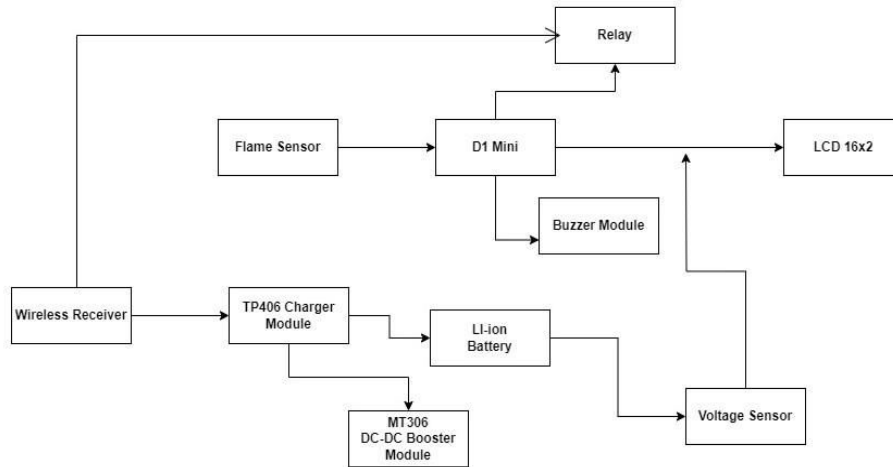 Relay
Flame Sensor
D1 Mini
LCD 16x2
Buzzer Module
Wireless Receiver
TP406 Charger
Module
LI-ion
Battery
Voltage Sensor
MT306
DC-DC Booster
Module